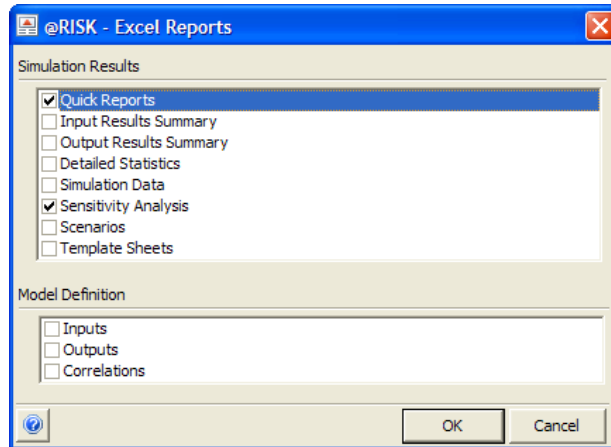 @RISK - Excel Reports
Simulation Results
Quick Reports
Input Results Summary
Output Results Summary
Detailed Statistics
Simulation Data
Sensitivity Analysis
Scenarios
Template Sheets
Model Definition
Inputs
Outputs
Correlations
? OK Cancel